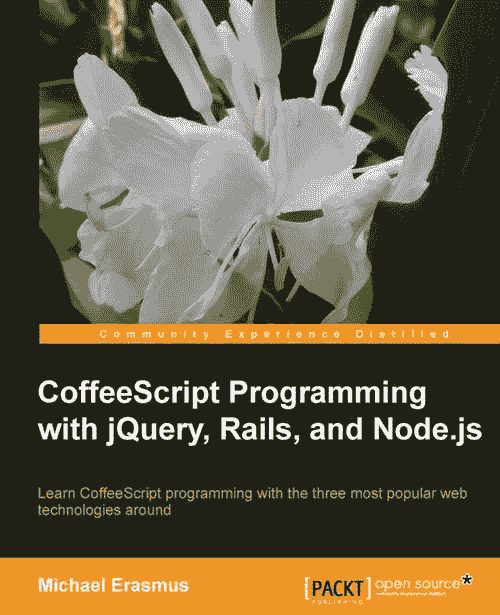 Community Experience Distilled
CoffeeScript Programming
with jQuery, Rails, and Node.js
Learn CoffeeScript programming with the three most popular web
technologies around
Michael Erasmus
[PACKT] open source*
PUBLISHING